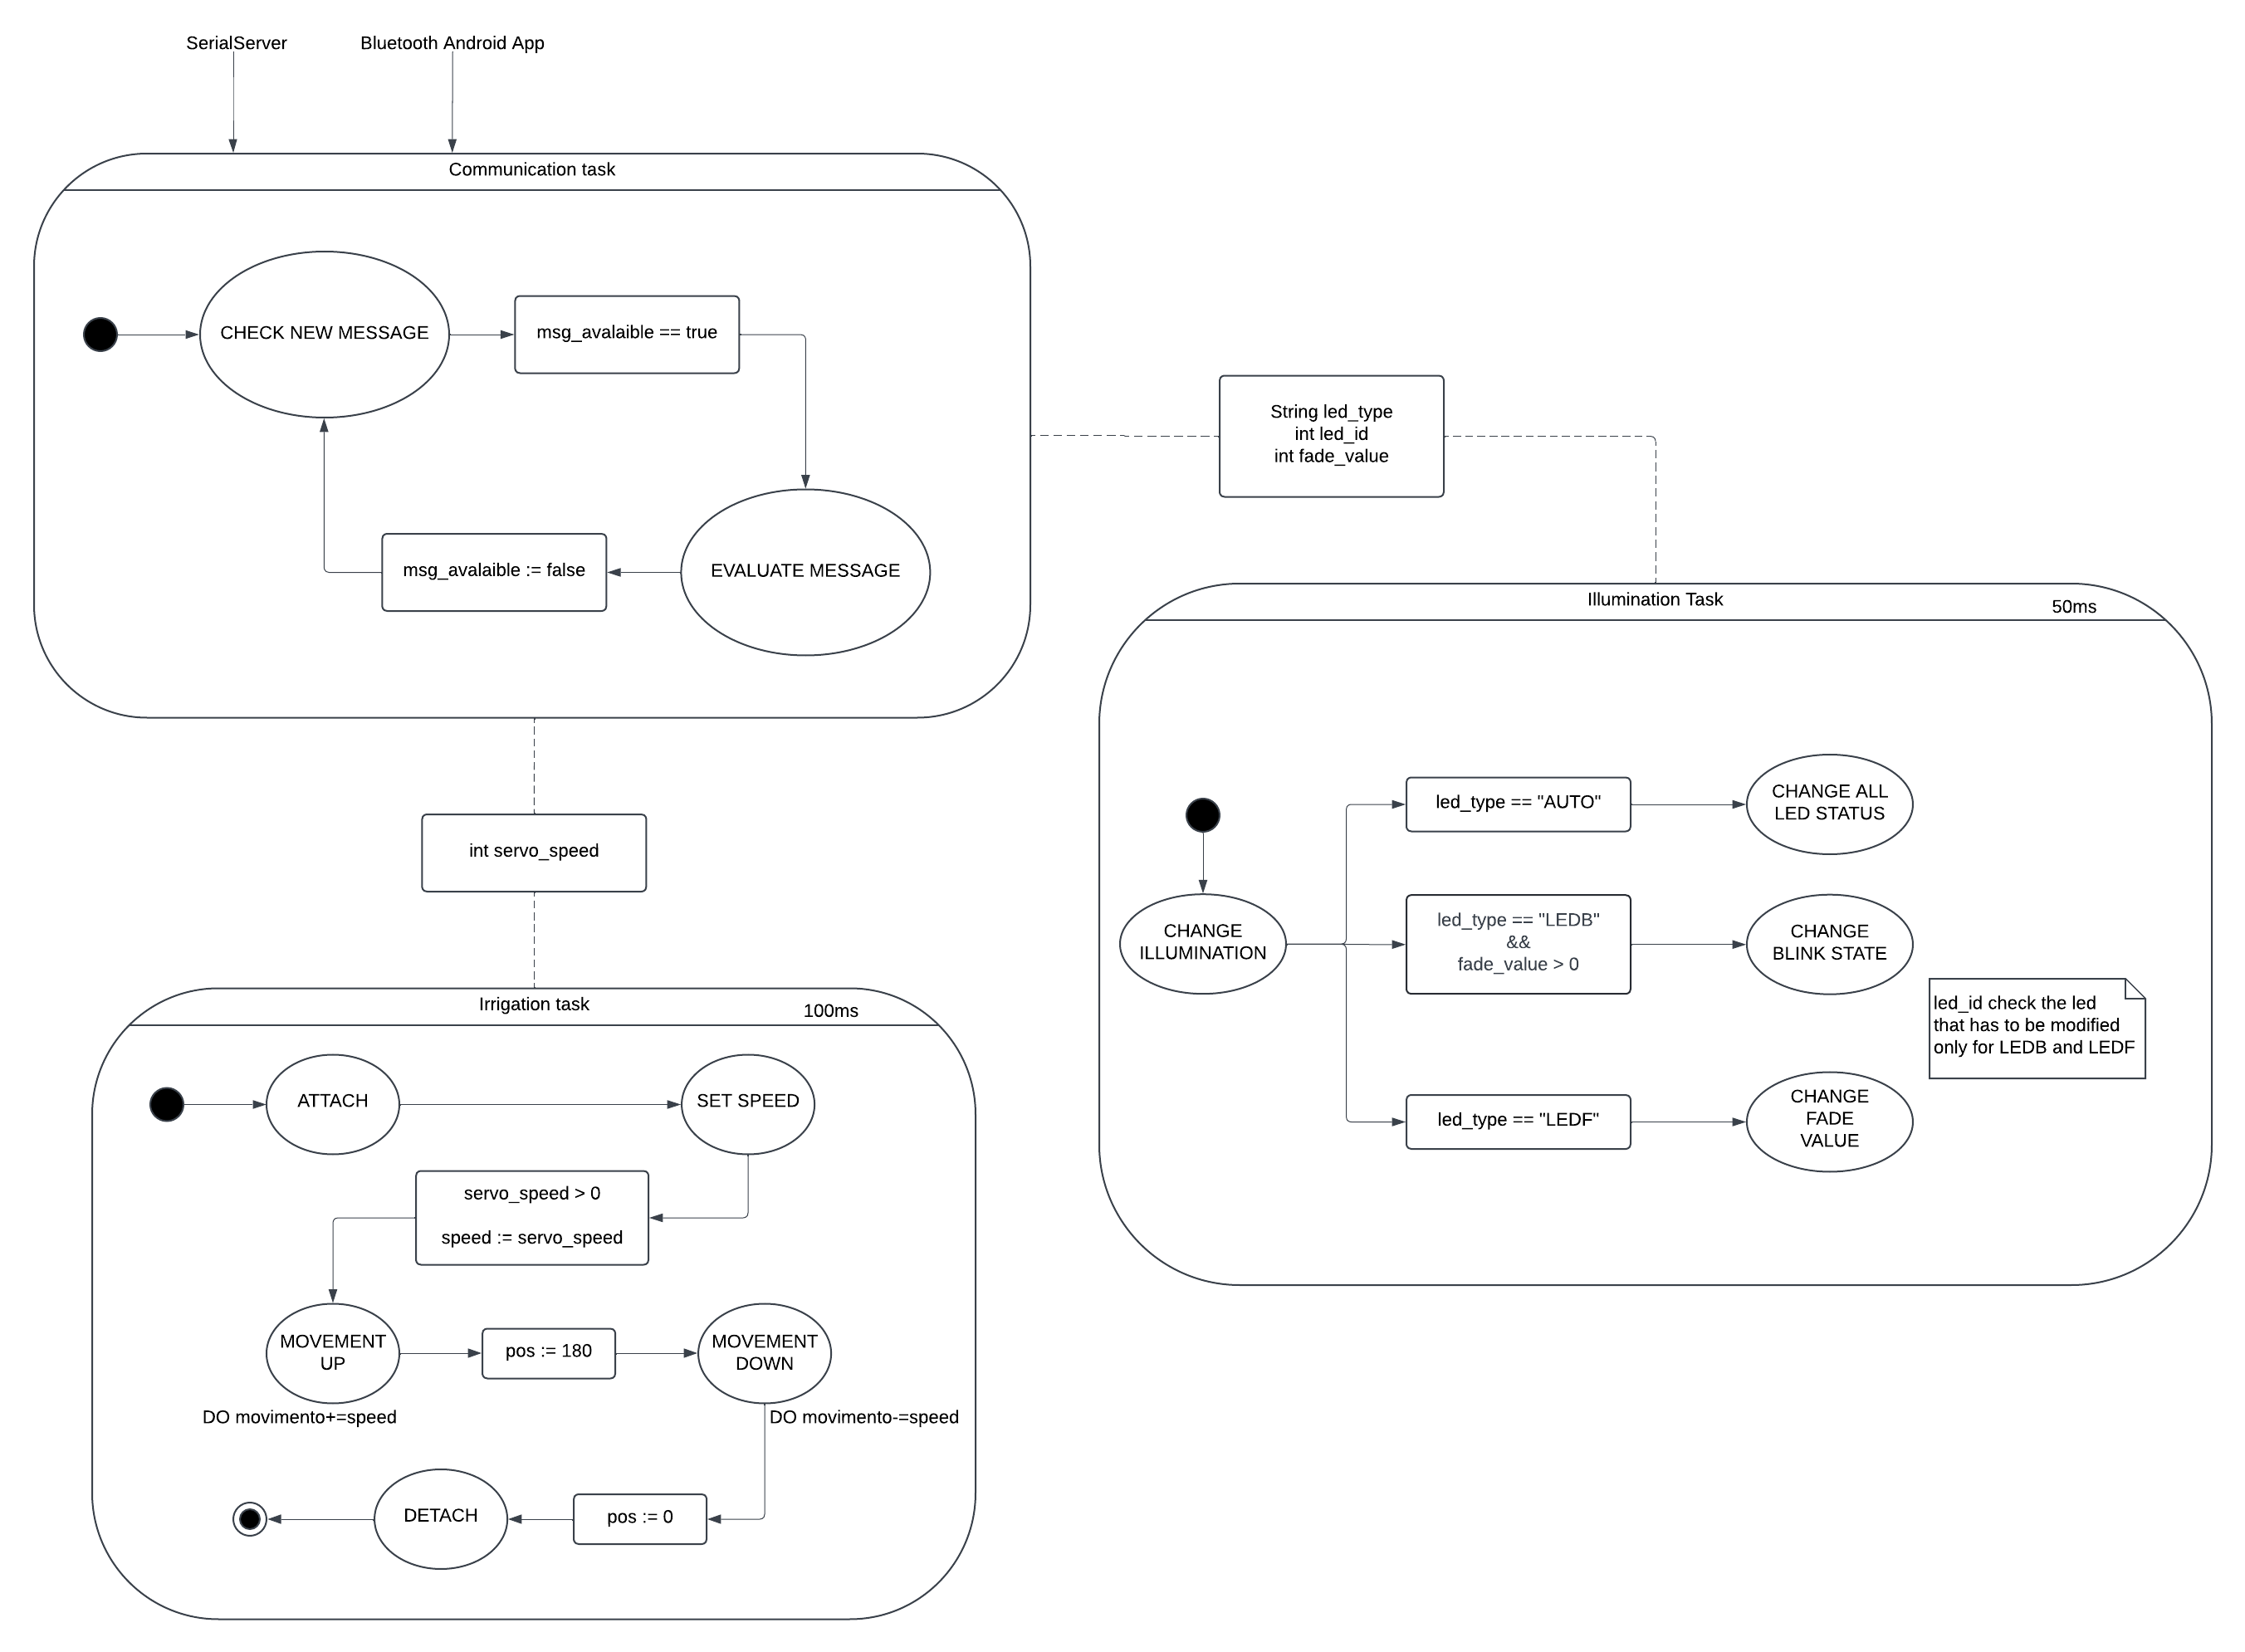 SerialServer
Bluetooth Android App
Communication task
CHECK NEW MESSAGE
msg_avalaible == true
msg_avalaible := false
EVALUATE MESSAGE
String led_type
int led_id
int fade_value
int servo_speed
Illumination Task
50ms
led_type == "AUTO"
CHANGE ALL
LED STATUS
CHANGE
ILLUMINATION
led_type == "LEDB"
&&
fade_value > 0
CHANGE
BLINK STATE
led_id check the led
that has to be modified
only for LEDB and LEDF
led_type == "LEDF"
CHANGE
FADE
VALUE
Irrigation task
100ms
ATTACH
SET SPEED
servo_speed > 0
speed := servo_speed
MOVEMENT
UP
pos := 180
MOVEMENT
DOWN
DO movimento+=speed
DO movimento-=speed
DETACH
pos := 0